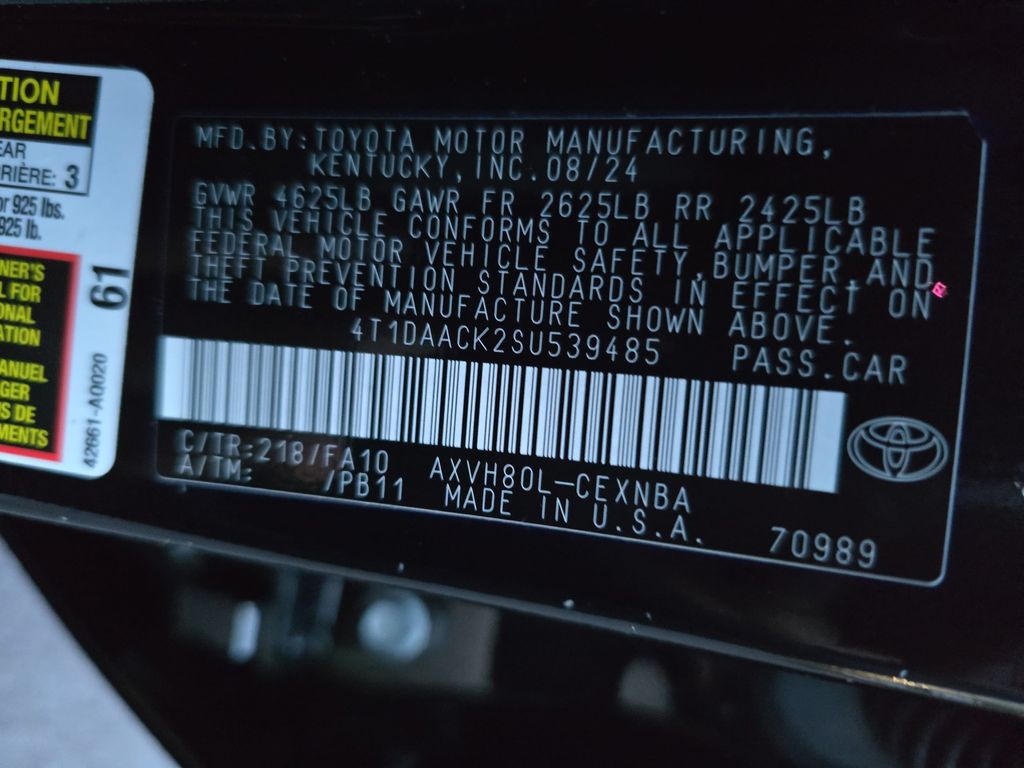 TION
RGEMENT
EAR
RIÈRE: 3
or 925 lbs.
925 lb.
NER'S
L FOR
ONAL
ATION
ANUEL
GER
S DE
MENTS
61
42661-A0020
MFD.BY:TOYOTA MOTOR MANUFACTURING,
KENTUCKY,INC.08/24
GVWR 4625LB GAWR FR 2625LB RR 2425LB
THIS VEHICLE CONFORMS TO ALL APPLICABLE
FEDERAL MOTOR VEHICLE SAFETY,BUMPER,AND
THEFT PREVENTION STANDARDS IN EFFECT ON
THE DATE OF MANUFACTURE SHOWN ABOVE.
4T1DAACK2SU539485 PASS.CAR
C/TR:218/FA10 AXVH80L-CEXNBA
A/TM: /PB11 MADE IN U.S.A.
70989